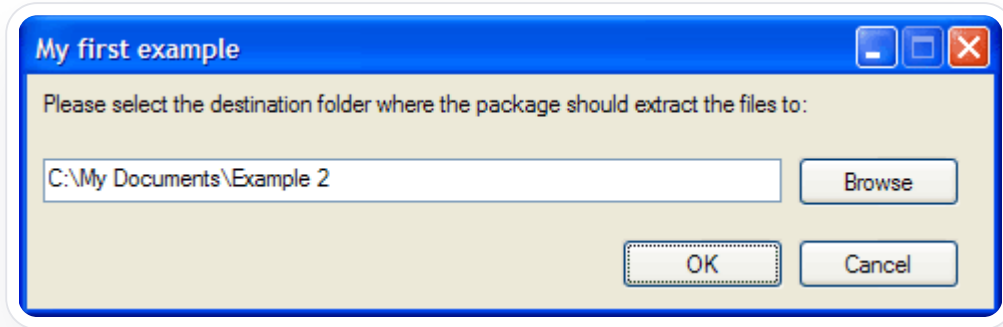 My first example
Please select the destination folder where the package should extract the files to:
C:\My Documents\Example 2
Browse
OK
Cancel